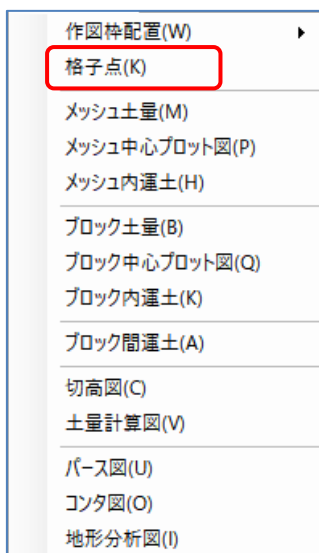 作図枠配置(W)
格子点(K)
メッシュ土量(M)
メッシュ中心プロット図(P)
メッシュ内運土(H)
ブロック土量(B)
ブロック中心プロット図(Q)
ブロック内運土(K)
ブロック間運土(A)
切高図(C)
土量計算図(V)
パース図(U)
コンタ図(O)
地形分析図(I)